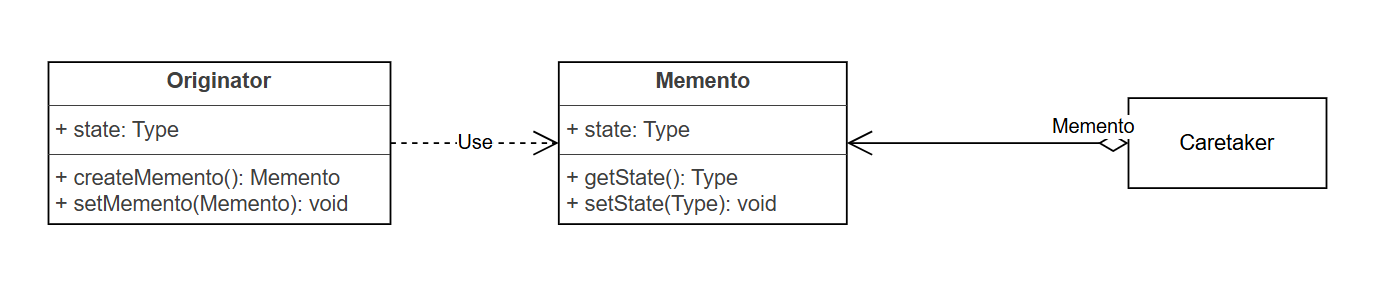 Originator
+ state: Type
+ createMemento(): Memento
+ setMemento(Memento): void
Use
Memento
+ state: Type
+ getState(): Type
+ setState(Type): void
Memento
Caretaker